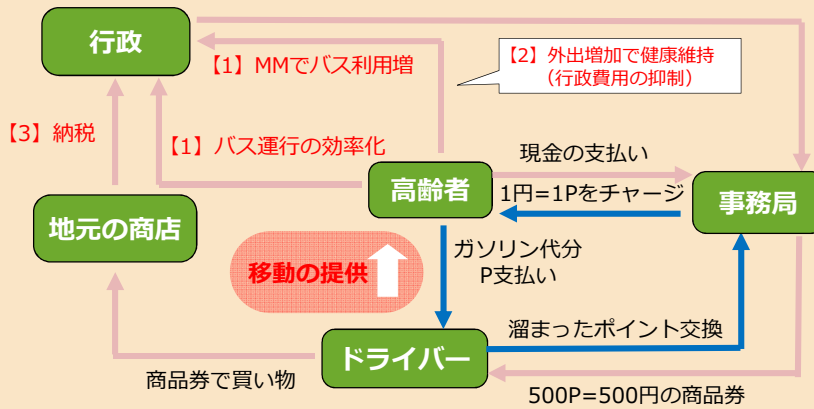 行政
【1】MMでバス利用増
【2】外出増加で健康維持
（行政費用の抑制）
【3】納税
【1】バス運行の効率化
現金の支払い
高齢者
1円=1Pをチャージ
事務局
地元の商店
移動の提供
ガソリン代分
P支払い
溜まったポイント交換
ドライバー
商品券で買い物
500P=500円の商品券